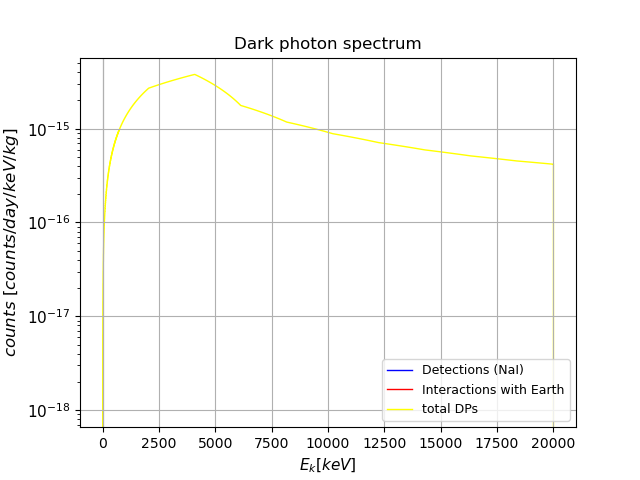 Dark photon spectrum
counts [counts/day/keV/kg]
10⁻¹⁵
10⁻¹⁶
10⁻¹⁷
10⁻¹⁸
Detections (NaI)
Interactions with Earth
total DPs
0 2500 5000 7500 10000 12500 15000 17500 20000
Eₖ[keV]